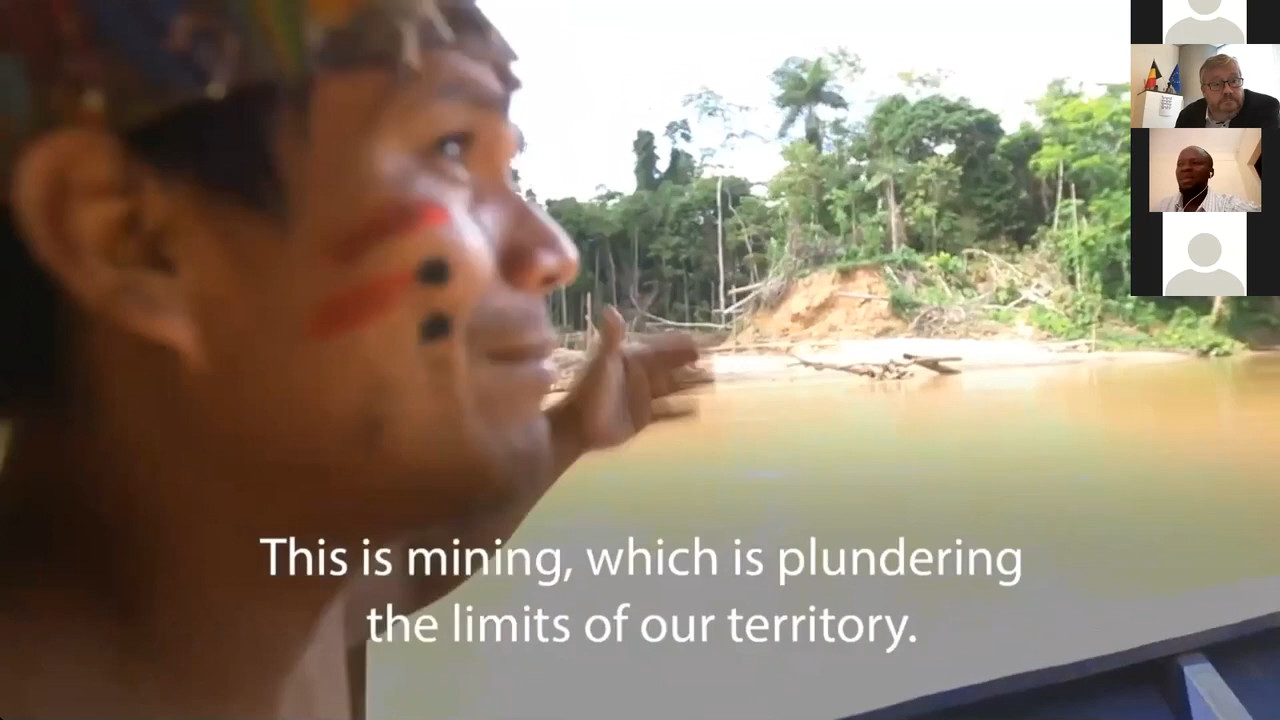 This is mining, which is plundering
the limits of our territory.